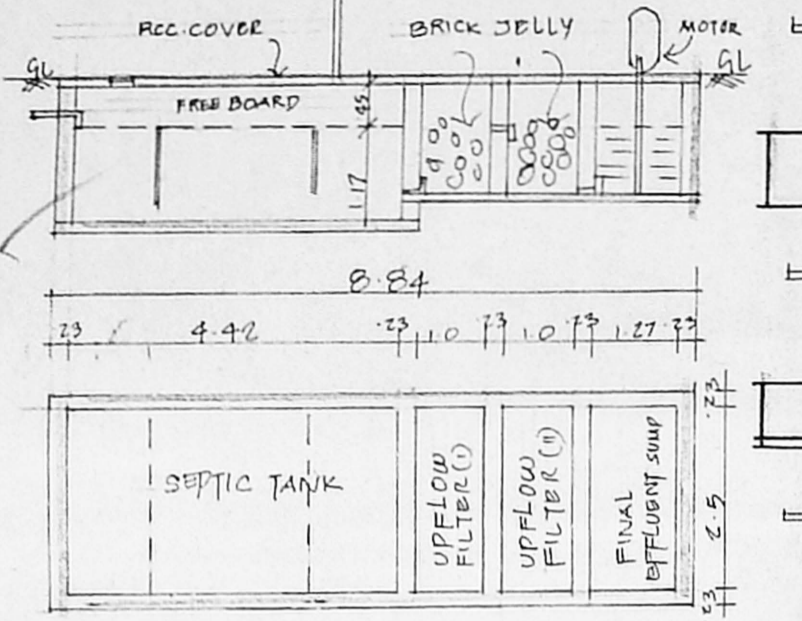 RCC.COVER
BRICK JELLY
MOTOR
GL
GL
FREE BOARD
.45
1.17
8.84
.23 4.42 .23 1.0 .23 1.0 .23 1.27 .23
.23
SEPTIC TANK
UPFLOW
FILTER (I)
UPFLOW
FILTER (II)
FINAL
EFFLUENT SUMP
2.5
.23